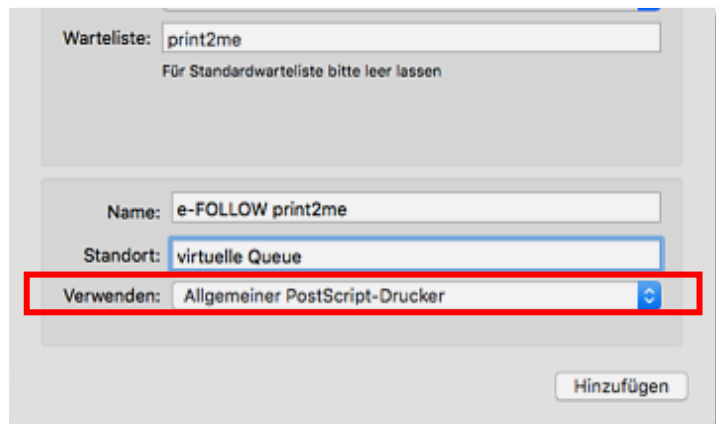 Warteliste: print2me
Für Standardwarteliste bitte leer lassen
Name: e-FOLLOW print2me
Standort: virtuelle Queue
Verwenden: Allgemeiner PostScript-Drucker
Hinzufügen